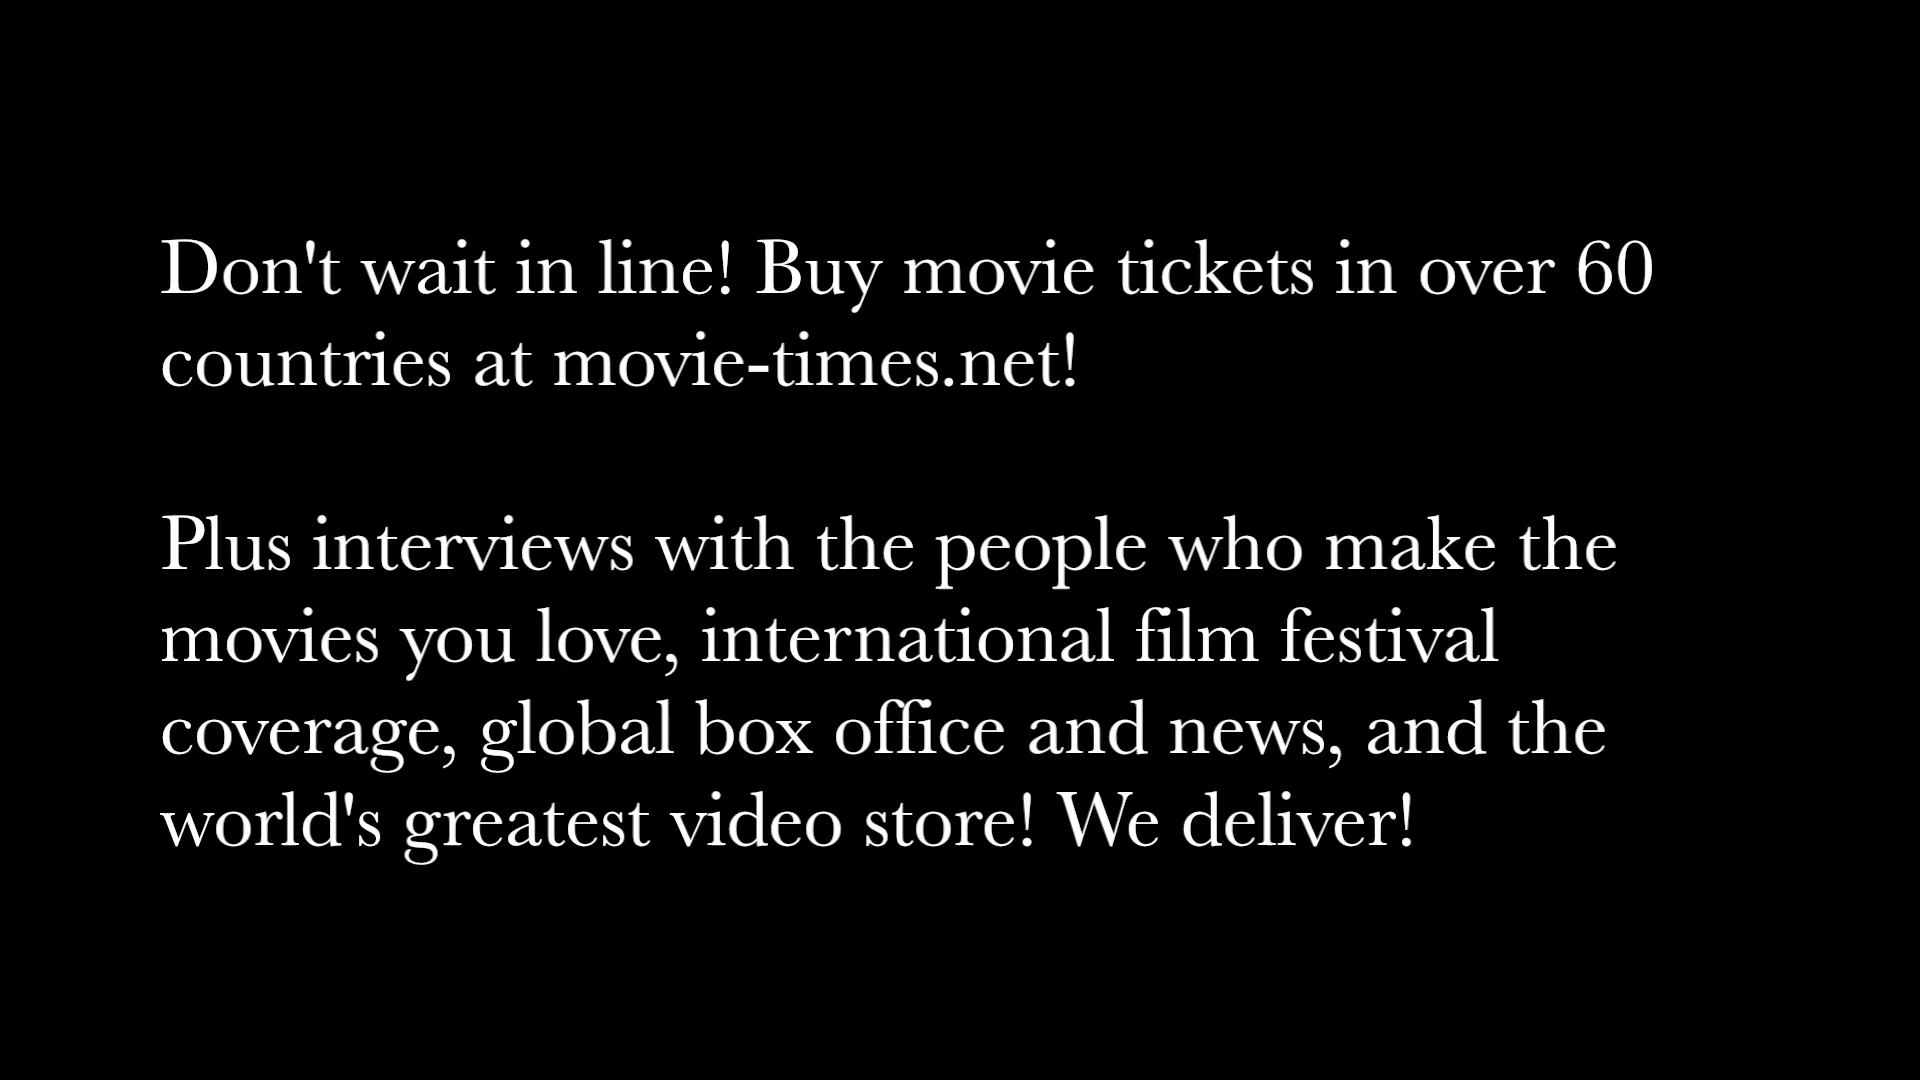 Don't wait in line! Buy movie tickets in over 60
countries at movie-times.net!
Plus interviews with the people who make the
movies you love, international film festival
coverage, global box office and news, and the
world's greatest video store! We deliver!